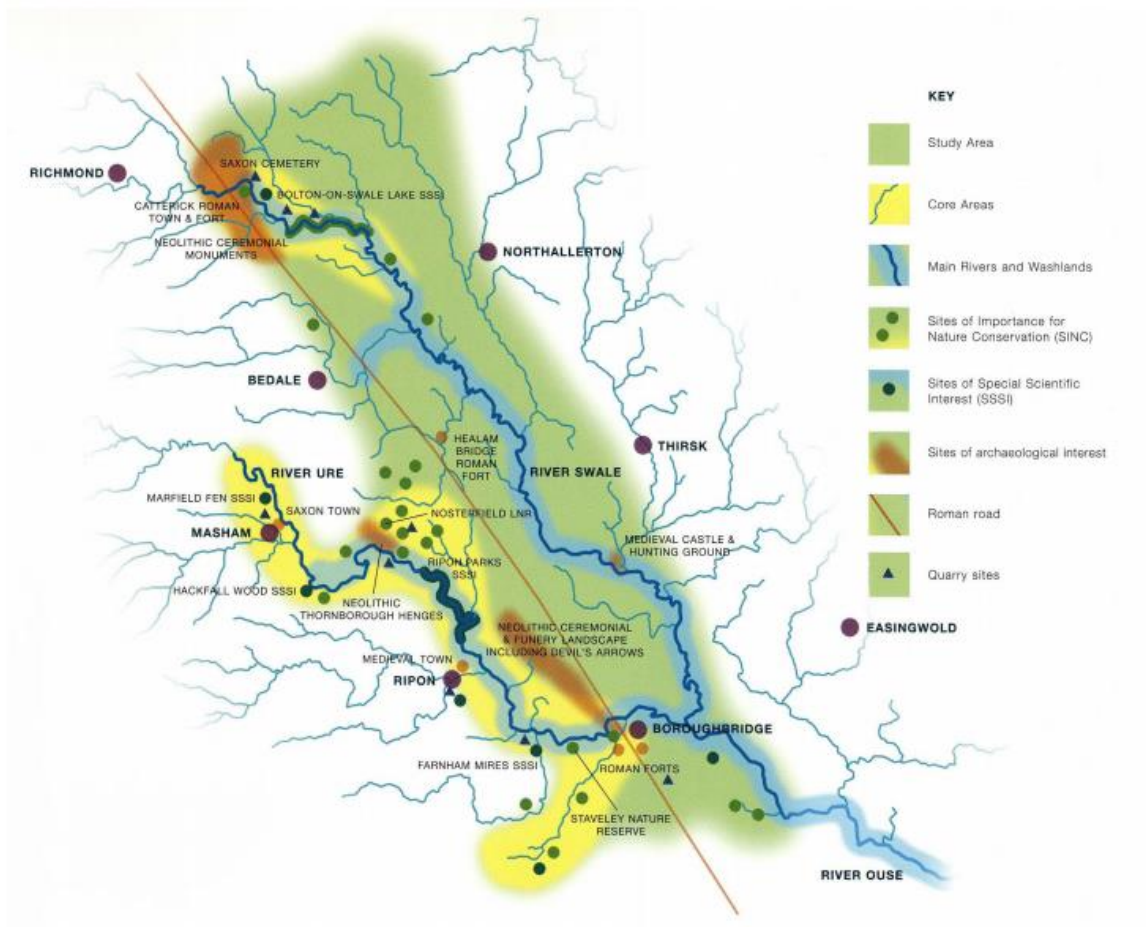 KEY
Study Area
Core Areas
Main Rivers and Washlands
Sites of Importance for
Nature Conservation (SINC)
Sites of Special Scientific
Interest (SSSI)
Sites of archaeological interest
Roman road
Quarry sites
RICHMOND
SAXON CEMETERY
BOLTON-ON-SWALE LAKE SSSI
CATTERICK ROMAN
TOWN & FORT
NEOLITHIC CEREMONIAL
MONUMENTS
NORTHALLERTON
BEDALE
HEALAM
BRIDGE
ROMAN
FORT
THIRSK
RIVER URE
RIVER SWALE
MARFIELD FEN SSSI
SAXON TOWN
NOSTERFIELD LNR
MASHAM
MEDIEVAL CASTLE &
HUNTING GROUND
RIPON PARKS
SSSI
HACKFALL WOOD SSSI
NEOLITHIC
THORNBOROUGH HENGES
EASINGWOLD
NEOLITHIC CEREMONIAL
& FUNERY LANDSCAPE
INCLUDING DEVIL'S ARROWS
MEDIEVAL TOWN
RIPON
BOROUGHBRIDGE
FARNHAM MIRES SSSI
ROMAN FORTS
STAVELEY NATURE
RESERVE
RIVER OUSE